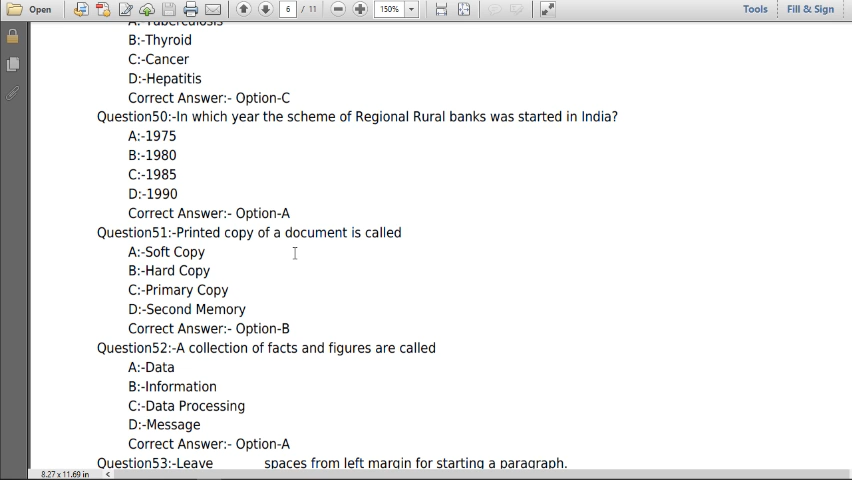 Open
6 / 11
150%
Tools
Fill & Sign
A:-Tuberculosis
B:-Thyroid
C:-Cancer
D:-Hepatitis
Correct Answer:- Option-C
Question50:-In which year the scheme of Regional Rural banks was started in India?
A:-1975
B:-1980
C:-1985
D:-1990
Correct Answer:- Option-A
Question51:-Printed copy of a document is called
A:-Soft Copy
B:-Hard Copy
C:-Primary Copy
D:-Second Memory
Correct Answer:- Option-B
Question52:-A collection of facts and figures are called
A:-Data
B:-Information
C:-Data Processing
D:-Message
Correct Answer:- Option-A
Question53:-Leave ______ spaces from left margin for starting a paragraph.
8.27 x 11.69 in